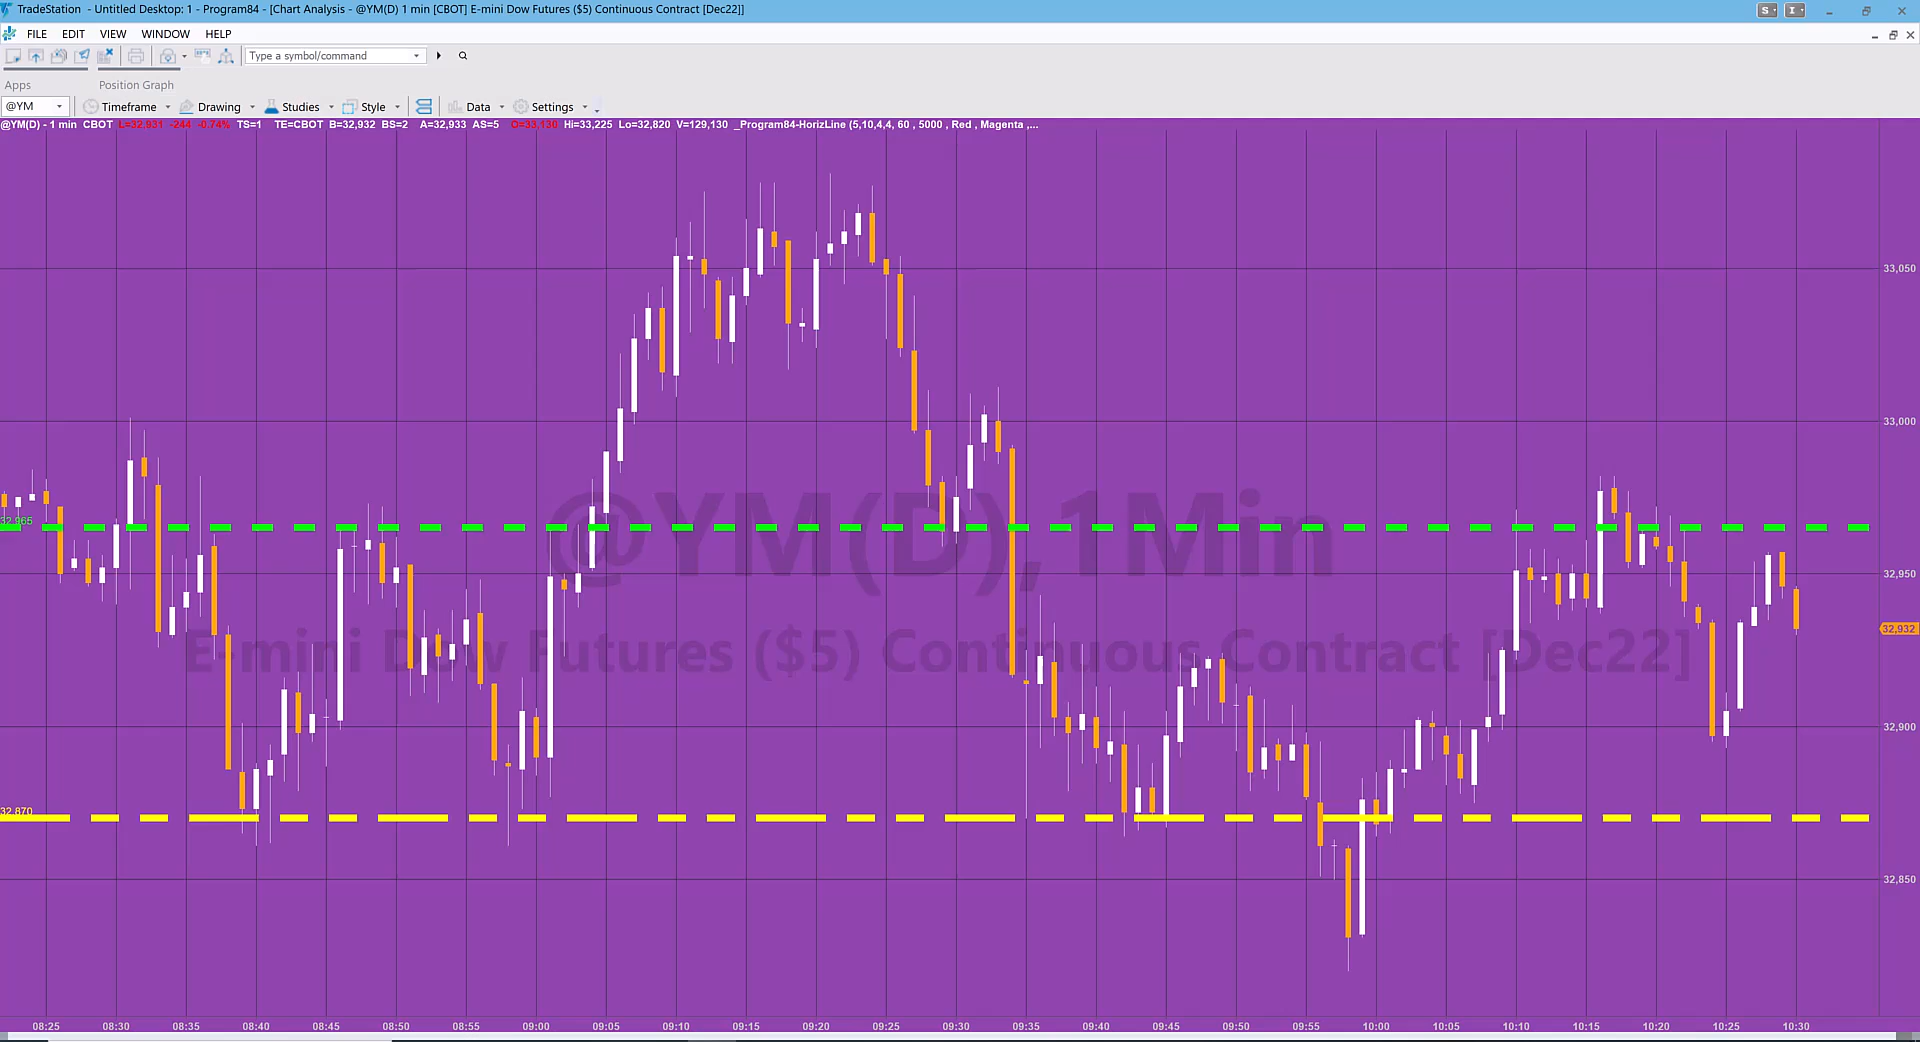 TradeStation - Untitled Desktop: 1 - Program84 - [Chart Analysis - @YM(D) 1 min [CBOT] E-mini Dow Futures ($5) Continuous Contract [Dec22]]
S
I
FILE EDIT VIEW WINDOW HELP
Type a symbol/command
Apps Position Graph
@YM Timeframe Drawing Studies Style Data Settings
@YM(D) - 1 min CBOT L=32,931 -244 -0.74% TS=1 TE=CBOT B=32,932 BS=2 A=32,933 AS=5 O=33,130 Hi=33,225 Lo=32,820 V=129,130 _Program84-HorizLine (5,10,4,4, 60 , 5000 , Red , Magenta ,...
33,050
33,000
@YM(D),1Min
32,965
32,950
32,932
E-mini Dow Futures ($5) Continuous Contract [Dec22]
32,900
32,870
32,850
08:25 08:30 08:35 08:40 08:45 08:50 08:55 09:00 09:05 09:10 09:15 09:20 09:25 09:30 09:35 09:40 09:45 09:50 09:55 10:00 10:05 10:10 10:15 10:20 10:25 10:30